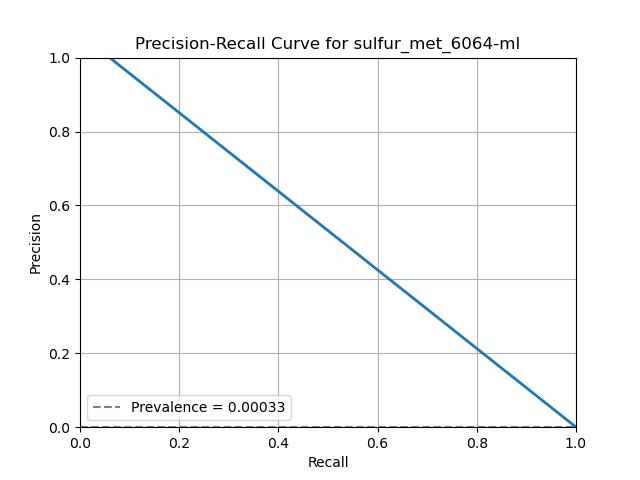 Precision-Recall Curve for sulfur_met_6064-ml
1.0
0.8
0.6
0.4
0.2
0.0
Precision
Prevalence = 0.00033
0.0 0.2 0.4 0.6 0.8 1.0
Recall